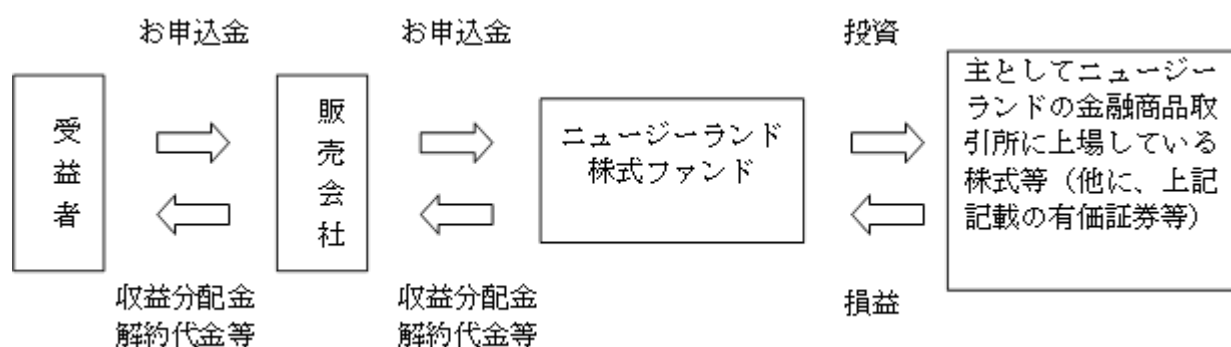 お申込金
お申込金
投資
受益者
販売会社
ニュージーランド
株式ファンド
主としてニュージー
ランドの金融商品取
引所に上場している
株式等（他に、上記
記載の有価証券等）
収益分配金
解約代金等
収益分配金
解約代金等
損益